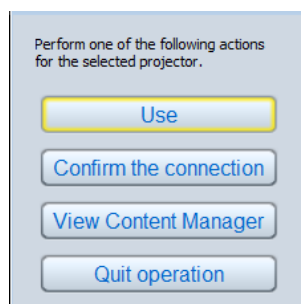 Perform one of the following actions
for the selected projector.
Use
Confirm the connection
View Content Manager
Quit operation